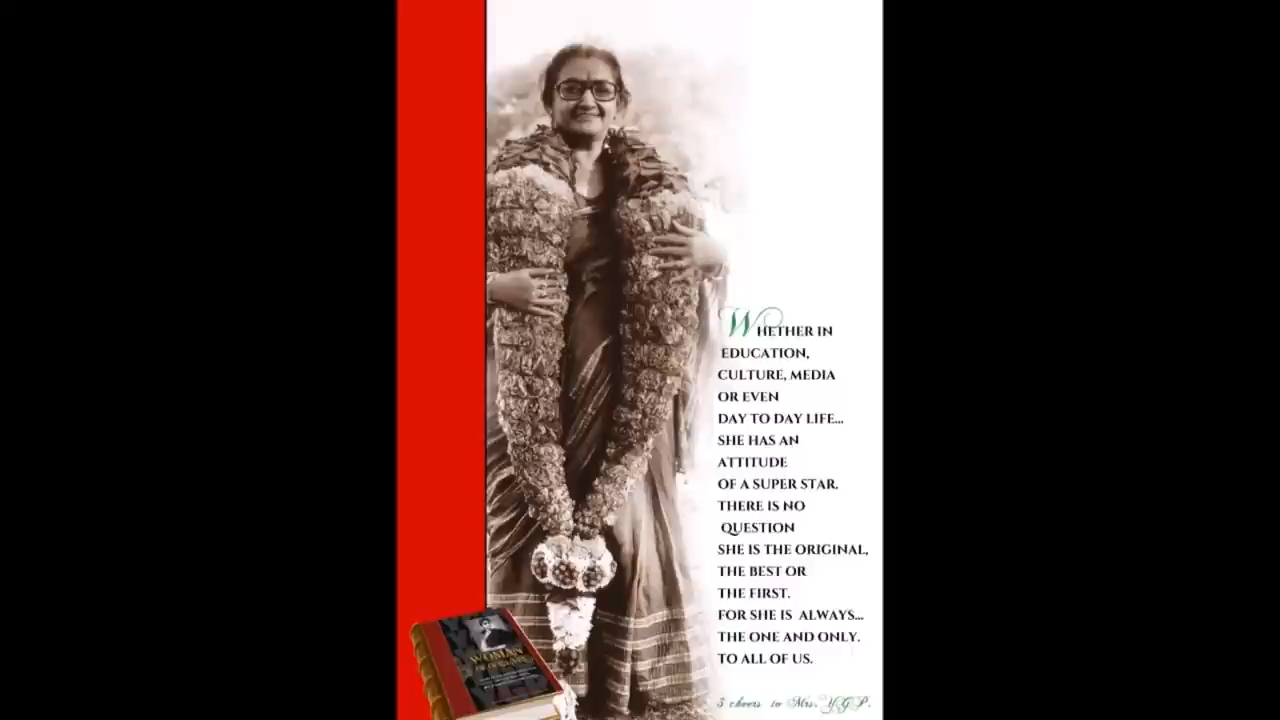 WHETHER IN
EDUCATION,
CULTURE, MEDIA
OR EVEN
DAY TO DAY LIFE...
SHE HAS AN
ATTITUDE
OF A SUPER STAR.
THERE IS NO
QUESTION
SHE IS THE ORIGINAL,
THE BEST OR
THE FIRST.
FOR SHE IS ALWAYS...
THE ONE AND ONLY.
TO ALL OF US.
3 cheers to Mrs. Y.G.P.
WOMAN